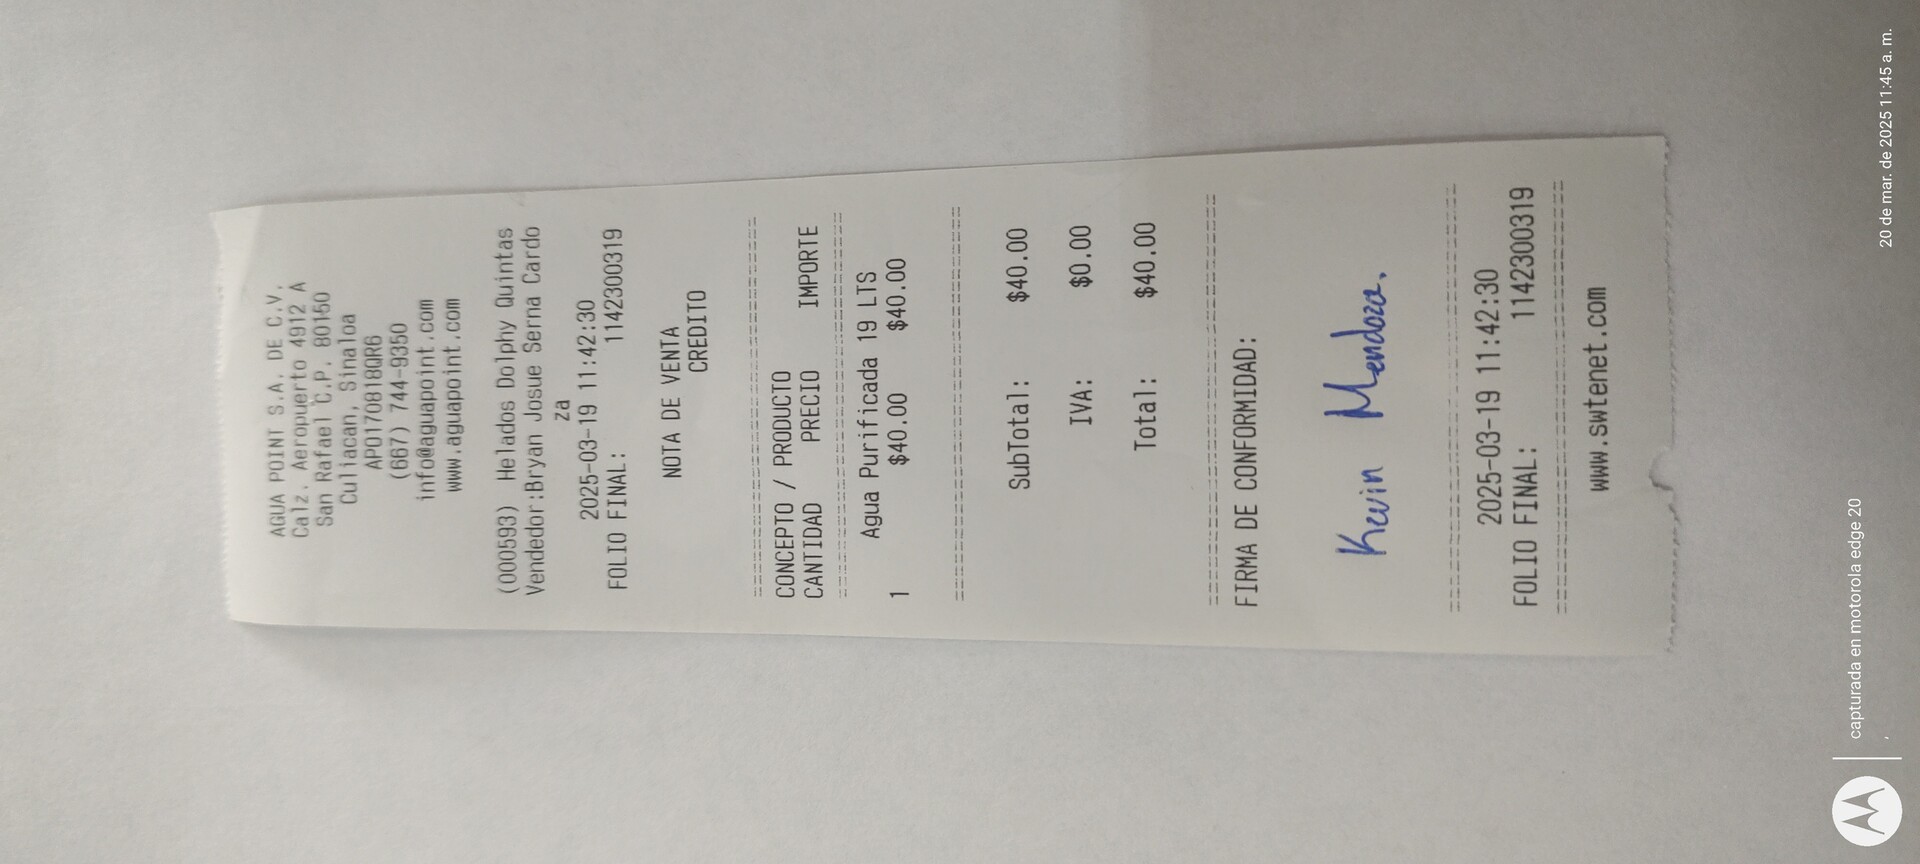 AGUA POINT S.A. DE C.V.
Calz. Aeropuerto 4912 A
San Rafael C.P. 80150
Culiacan, Sinaloa
APO170818QR6
(667) 744-9350
info@aguapoint.com
www.aguapoint.com
(000593) Helados Dolphy Quintas
Vendedor:Bryan Josue Serna Cardo
za
2025-03-19 11:42:30
FOLIO FINAL: 1142300319
NOTA DE VENTA
CREDITO
CONCEPTO / PRODUCTO
CANTIDAD PRECIO IMPORTE
Agua Purificada 19 LTS
1 $40.00 $40.00
SubTotal: $40.00
IVA: $0.00
Total: $40.00
FIRMA DE CONFORMIDAD:
Kevin Mendoza.
2025-03-19 11:42:30
FOLIO FINAL: 1142300319
www.swtenet.com
capturada en motorola edge 20
20 de mar. de 2025 11:45 a. m.